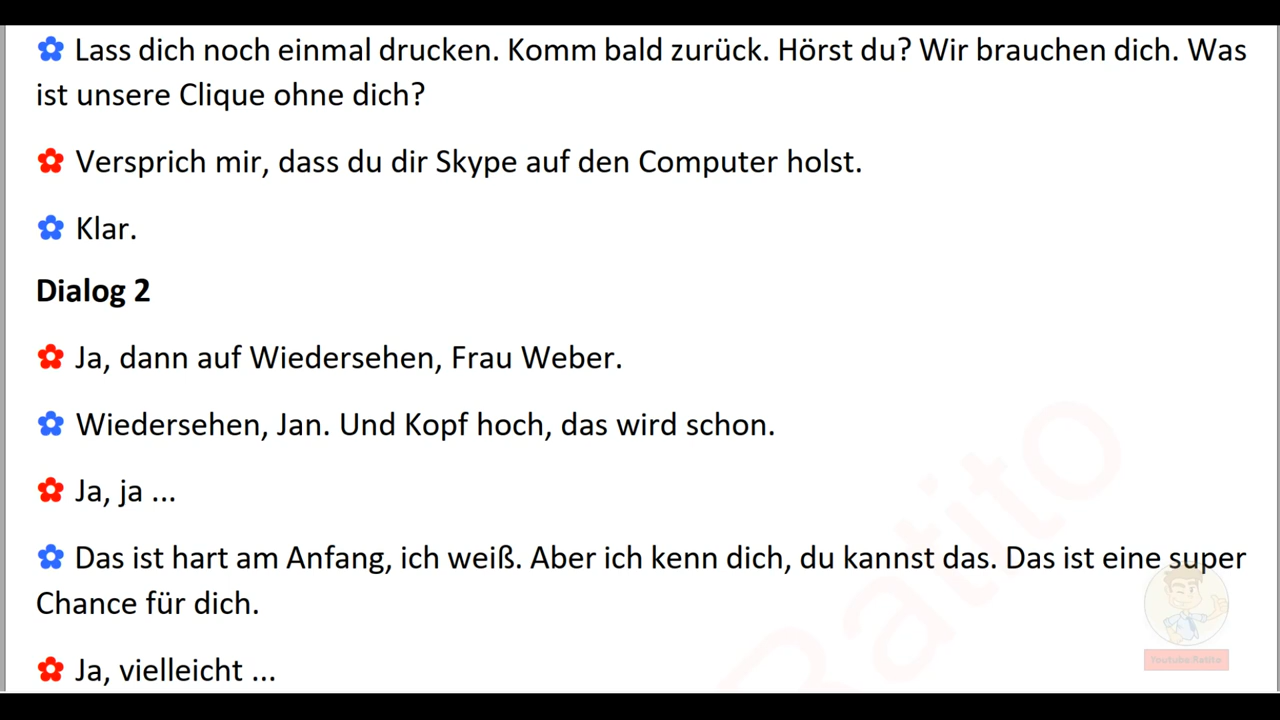 Lass dich noch einmal drucken. Komm bald zurück. Hörst du? Wir brauchen dich. Was
ist unsere Clique ohne dich?
Versprich mir, dass du dir Skype auf den Computer holst.
Klar.
Dialog 2
Ja, dann auf Wiedersehen, Frau Weber.
Wiedersehen, Jan. Und Kopf hoch, das wird schon.
Ja, ja ...
Das ist hart am Anfang, ich weiß. Aber ich kenn dich, du kannst das. Das ist eine super
Chance für dich.
Ja, vielleicht ...
Ratito
Youtube Ratito